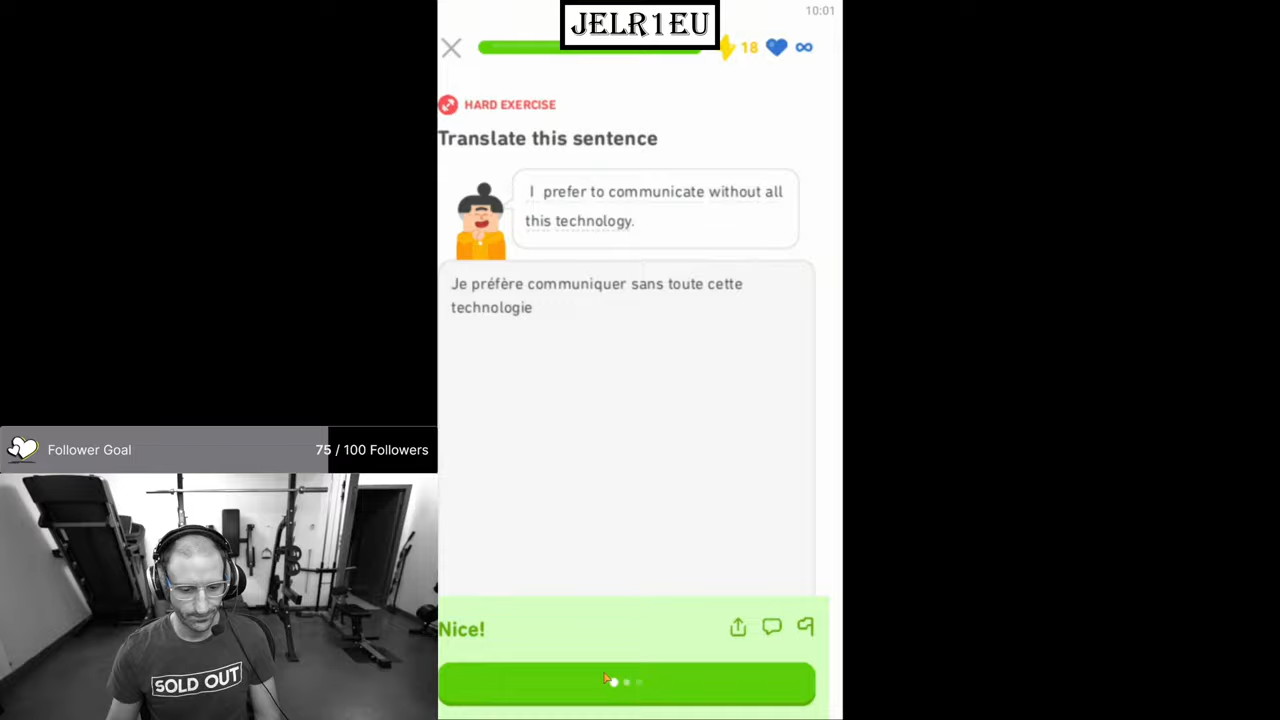 JELR1EU
10:01
18
HARD EXERCISE
Translate this sentence
I prefer to communicate without all
this technology.
Je préfère communiquer sans toute cette
technologie
Follower Goal
75 / 100 Followers
SOLD OUT
Nice!